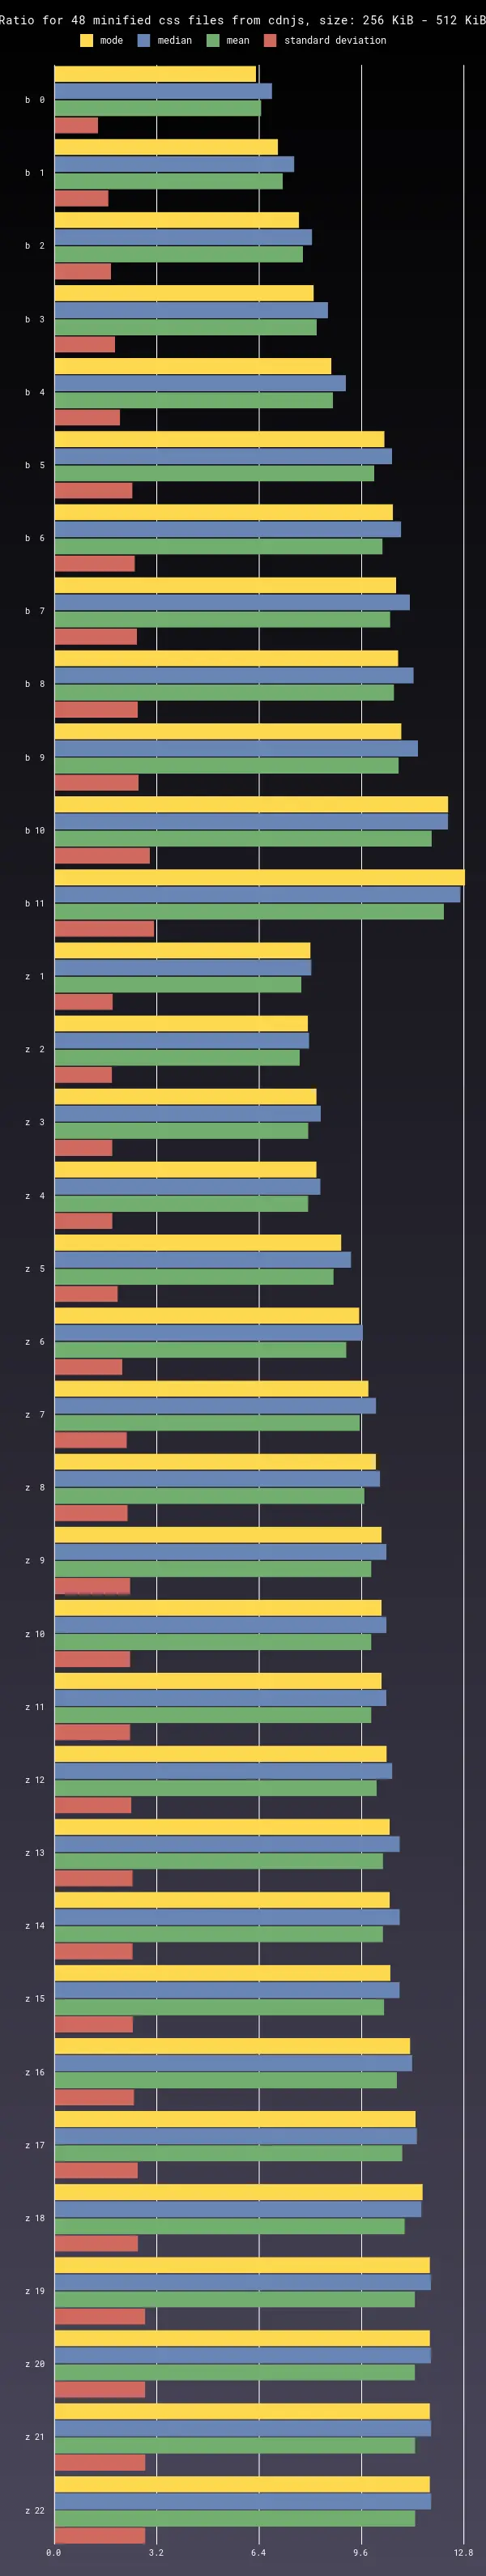 Ratio for 48 minified css files from cdnjs, size: 256 KiB - 512 KiB
mode median mean standard deviation
b 0
b 1
b 2
b 3
b 4
b 5
b 6
b 7
b 8
b 9
b 10
b 11
z 1
z 2
z 3
z 4
z 5
z 6
z 7
z 8
z 9
z 10
z 11
z 12
z 13
z 14
z 15
z 16
z 17
z 18
z 19
z 20
z 21
z 22
0.0 3.2 6.4 9.6 12.8